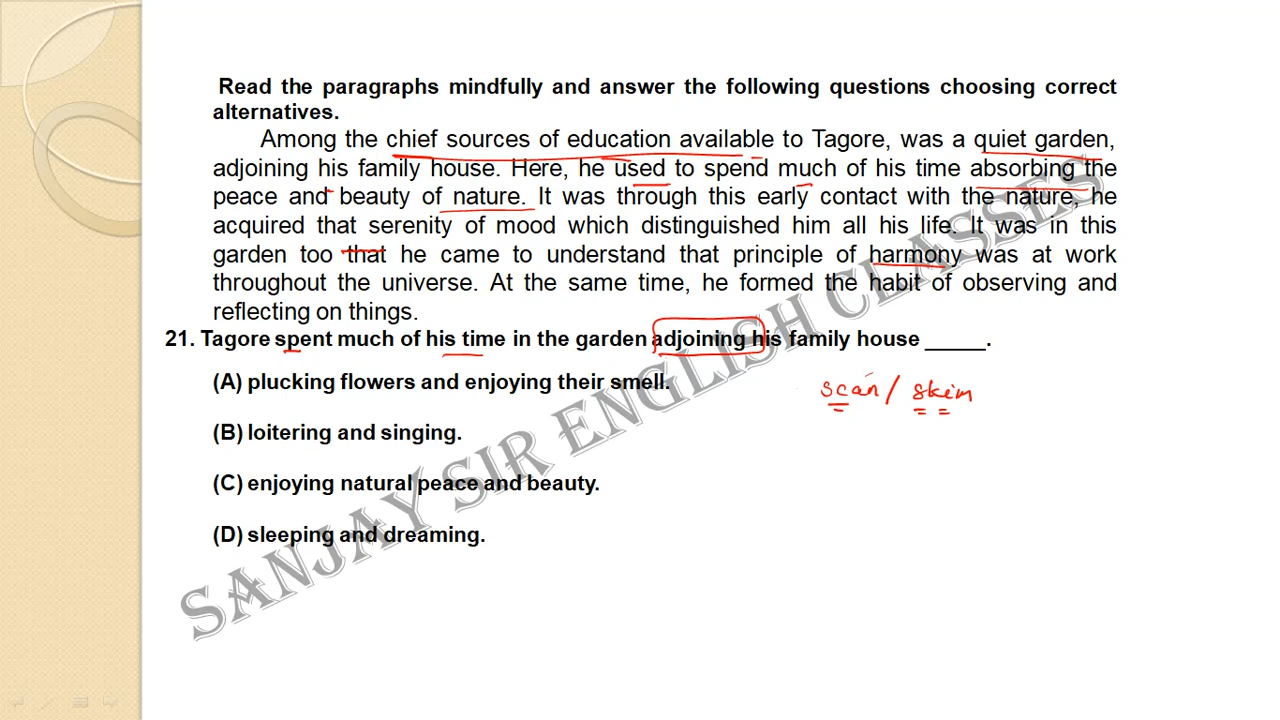 Read the paragraphs mindfully and answer the following questions choosing correct
alternatives.
Among the chief sources of education available to Tagore, was a quiet garden,
adjoining his family house. Here, he used to spend much of his time absorbing the
peace and beauty of nature. It was through this early contact with the nature, he
acquired that serenity of mood which distinguished him all his life. It was in this
garden too that he came to understand that principle of harmony was at work
throughout the universe. At the same time, he formed the habit of observing and
reflecting on things.
21. Tagore spent much of his time in the garden adjoining his family house _____.
(A) plucking flowers and enjoying their smell.
scan / skim
(B) loitering and singing.
(C) enjoying natural peace and beauty.
(D) sleeping and dreaming.
SANJAY SIR ENGLISH CLASSES